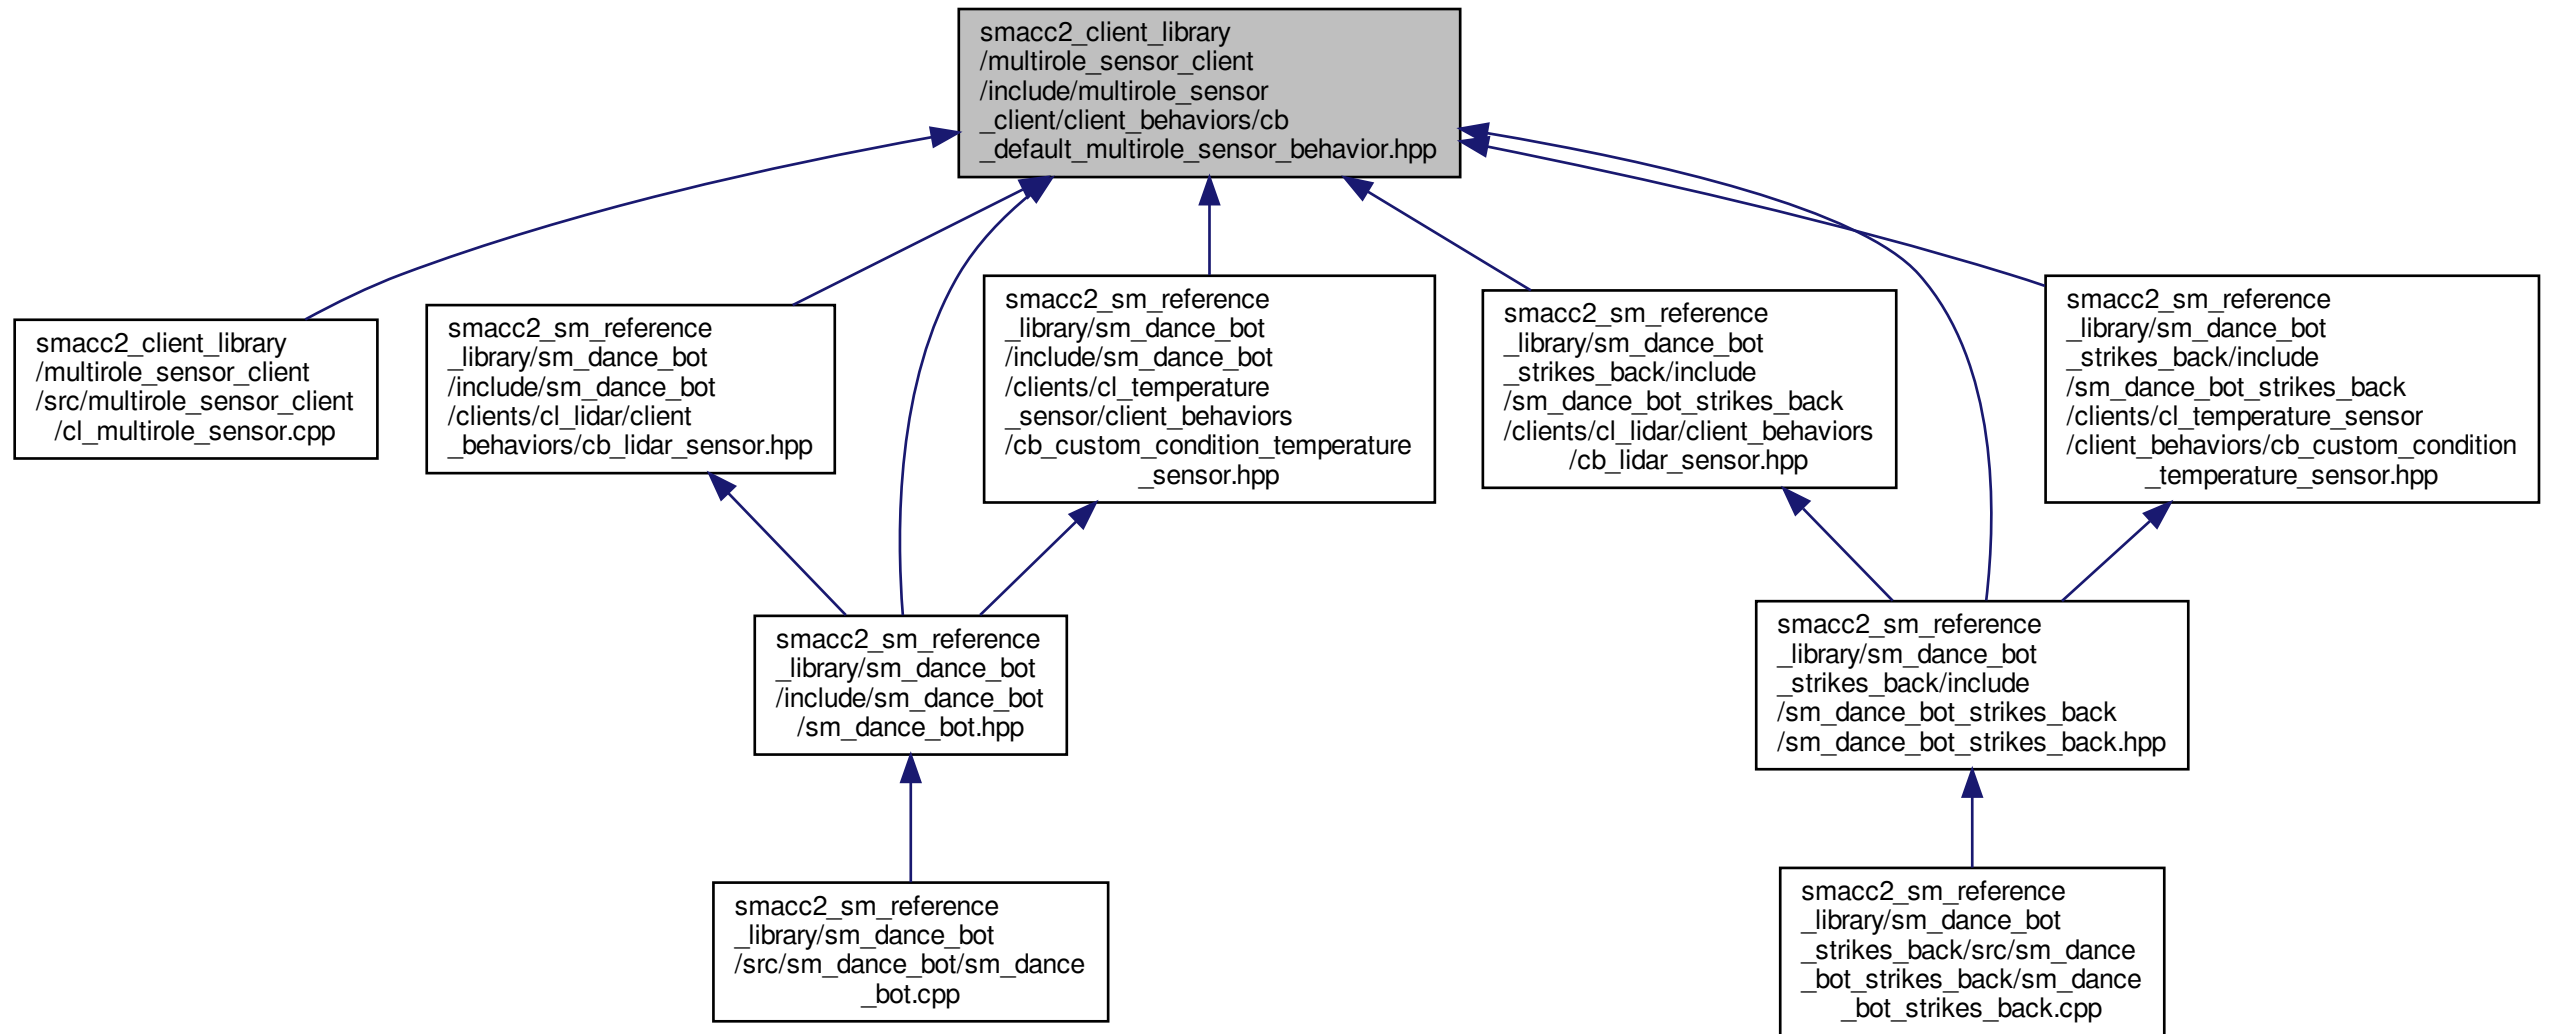 smacc2_client_library
/multirole_sensor_client
/include/multirole_sensor
_client/client_behaviors/cb
_default_multirole_sensor_behavior.hpp
smacc2_client_library
/multirole_sensor_client
/src/multirole_sensor_client
/cl_multirole_sensor.cpp
smacc2_sm_reference
_library/sm_dance_bot
/include/sm_dance_bot
/clients/cl_lidar/client
_behaviors/cb_lidar_sensor.hpp
smacc2_sm_reference
_library/sm_dance_bot
/include/sm_dance_bot
/clients/cl_temperature
_sensor/client_behaviors
/cb_custom_condition_temperature
_sensor.hpp
smacc2_sm_reference
_library/sm_dance_bot
_strikes_back/include
/sm_dance_bot_strikes_back
/clients/cl_lidar/client_behaviors
/cb_lidar_sensor.hpp
smacc2_sm_reference
_library/sm_dance_bot
_strikes_back/include
/sm_dance_bot_strikes_back
/clients/cl_temperature_sensor
/client_behaviors/cb_custom_condition
_temperature_sensor.hpp
smacc2_sm_reference
_library/sm_dance_bot
/include/sm_dance_bot
/sm_dance_bot.hpp
smacc2_sm_reference
_library/sm_dance_bot
_strikes_back/include
/sm_dance_bot_strikes_back
/sm_dance_bot_strikes_back.hpp
smacc2_sm_reference
_library/sm_dance_bot
/src/sm_dance_bot/sm_dance
_bot.cpp
smacc2_sm_reference
_library/sm_dance_bot
_strikes_back/src/sm_dance
_bot_strikes_back/sm_dance
_bot_strikes_back.cpp